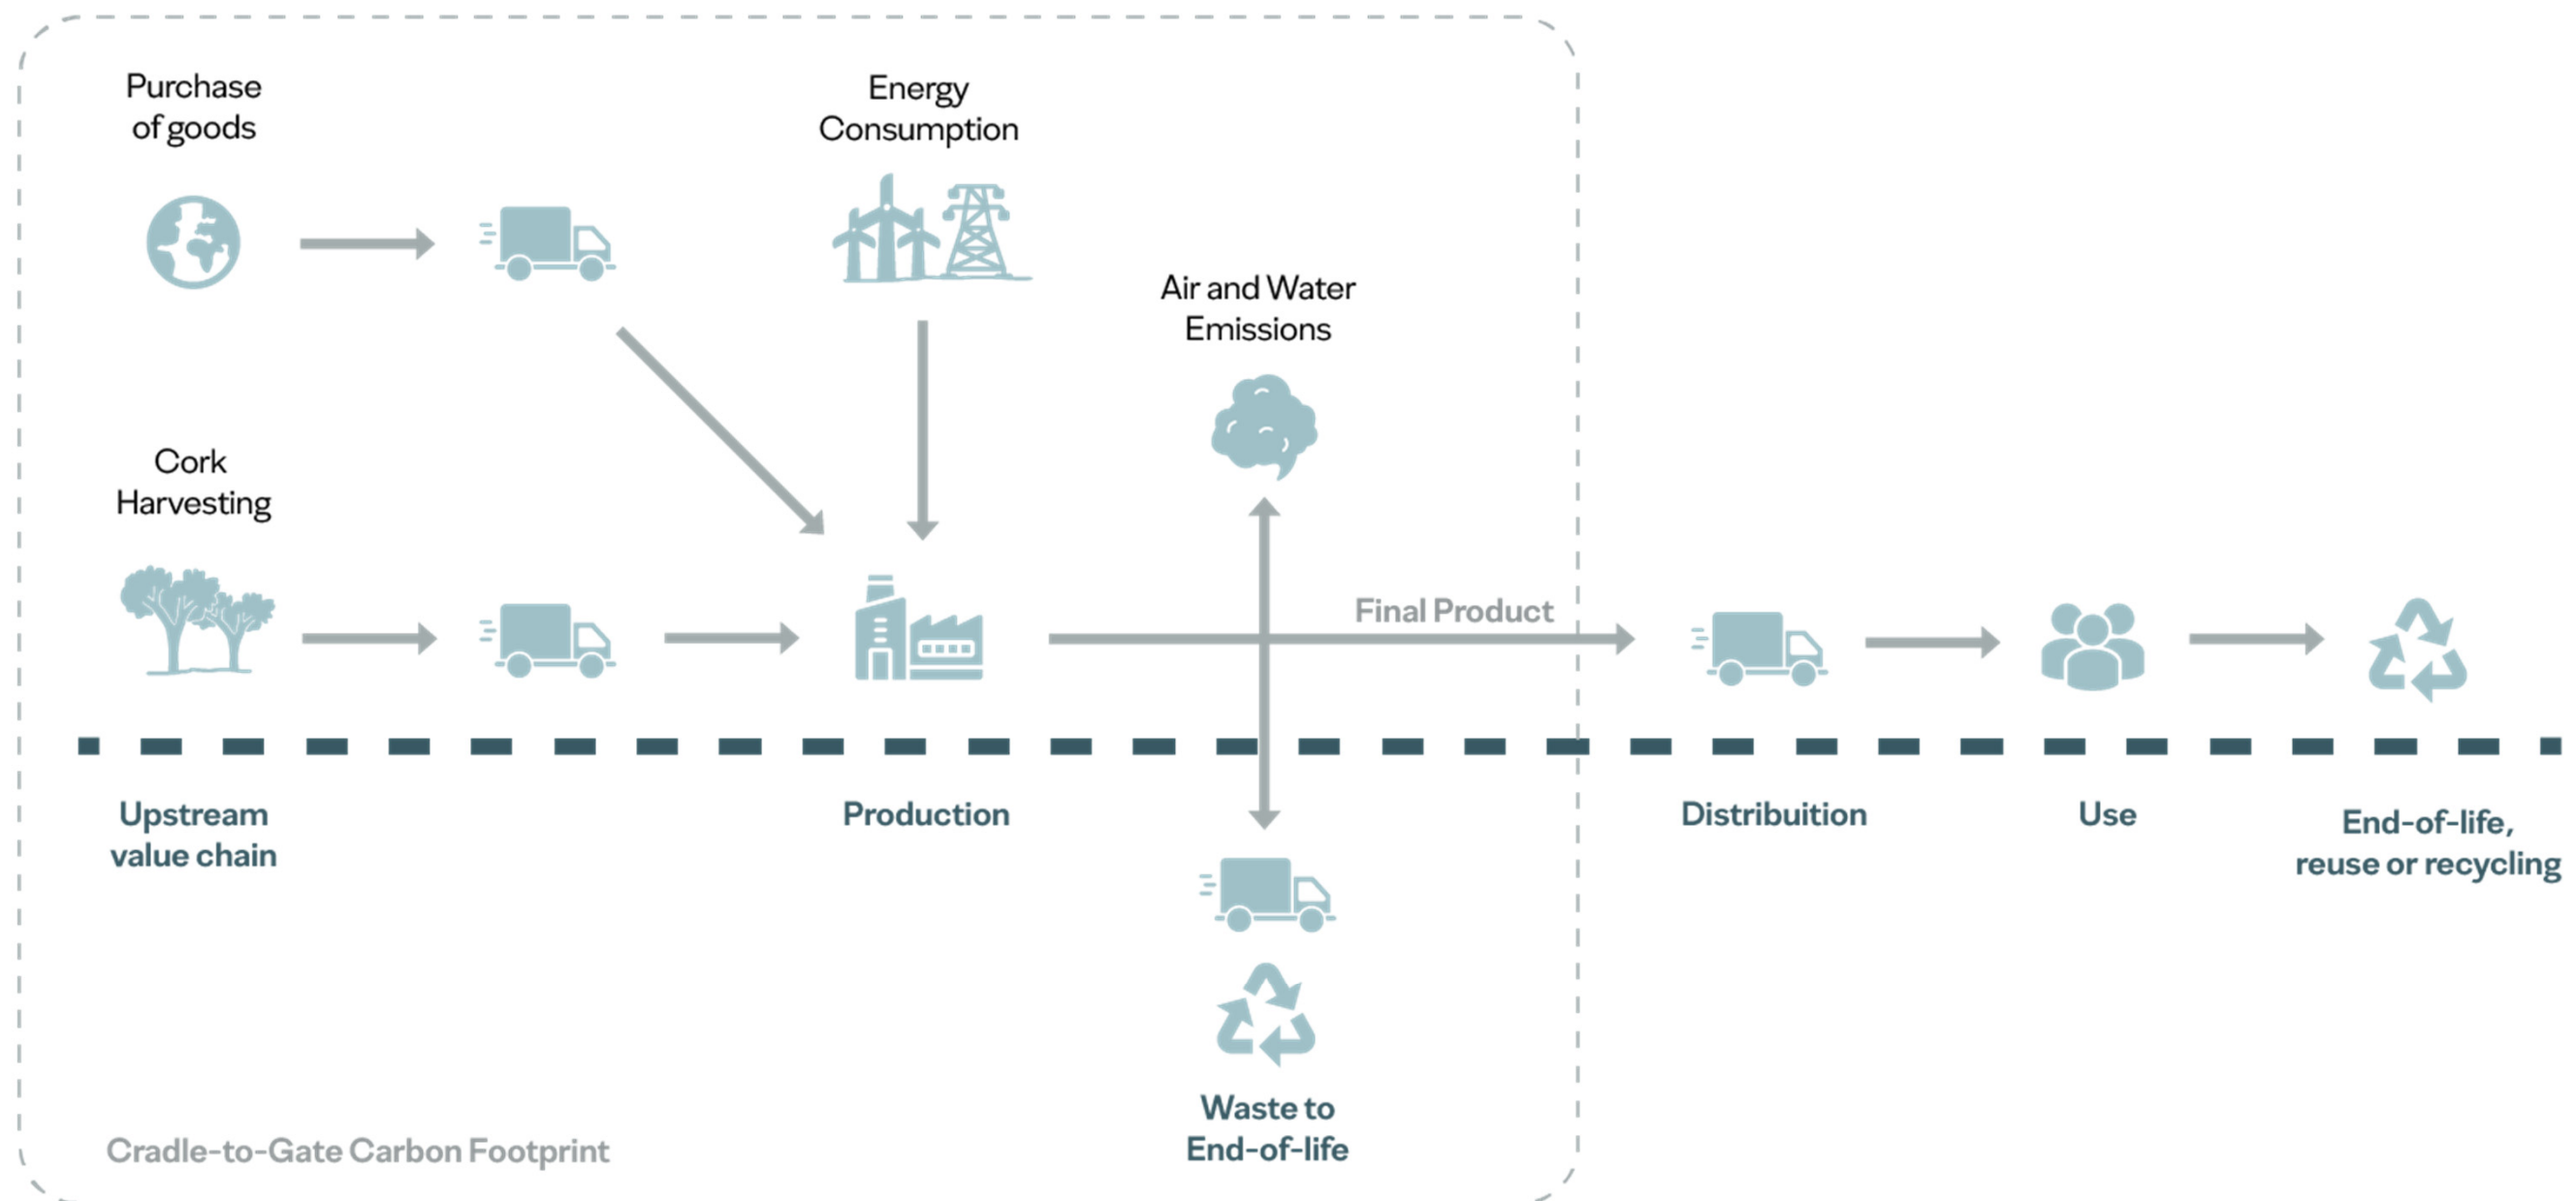 Purchase
of goods
Energy
Consumption
Air and Water
Emissions
Cork
Harvesting
Final Product
Upstream
value chain
Production
Distribuition
Use
End-of-life,
reuse or recycling
Waste to
End-of-life
Cradle-to-Gate Carbon Footprint